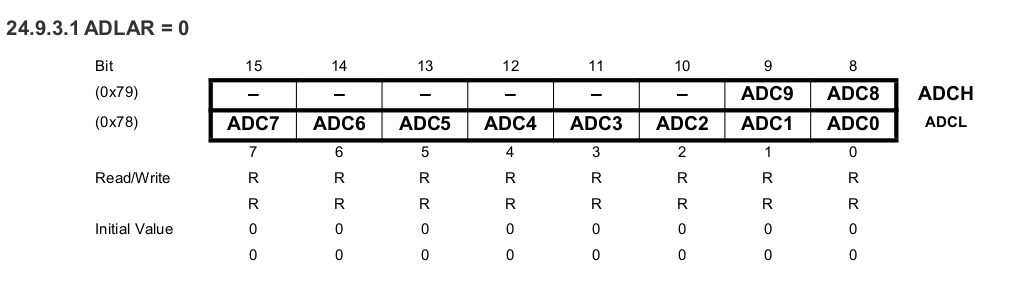 24.9.3.1 ADLAR = 0
Bit 15 14 13 12 11 10 9 8
(0x79) – – – – – – ADC9 ADC8 ADCH
(0x78) ADC7 ADC6 ADC5 ADC4 ADC3 ADC2 ADC1 ADC0 ADCL
7 6 5 4 3 2 1 0
Read/Write R R R R R R R R
R R R R R R R R
Initial Value 0 0 0 0 0 0 0 0
0 0 0 0 0 0 0 0